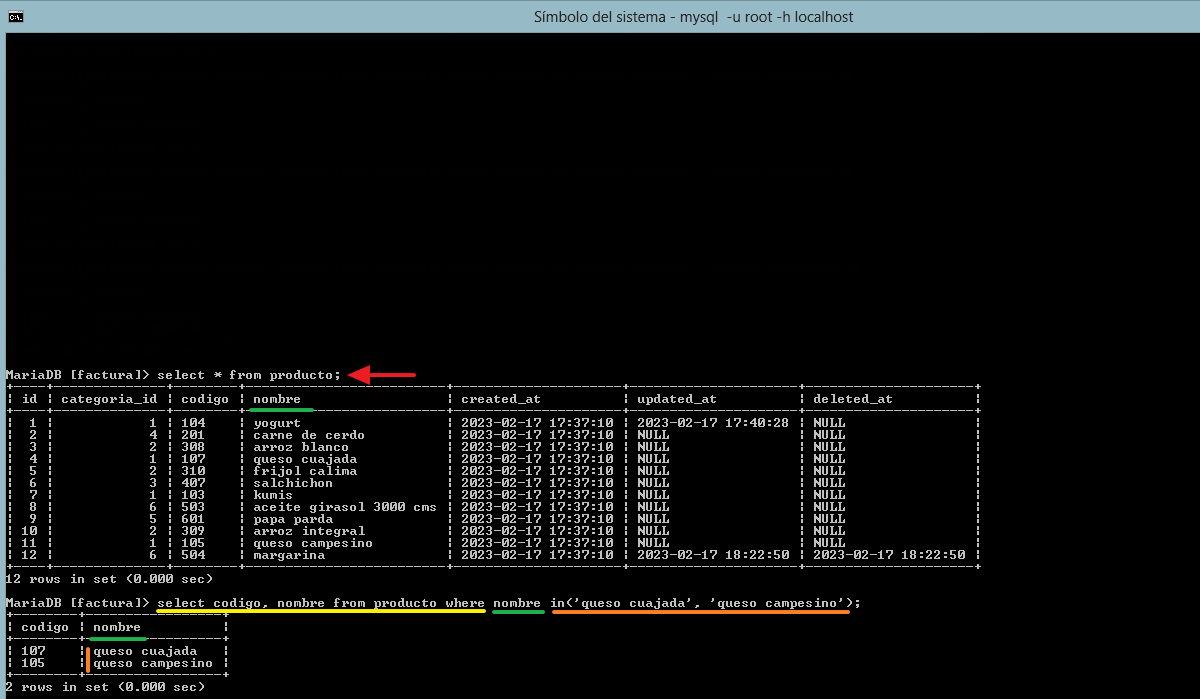 Símbolo del sistema - mysql  -u root -h localhost
MariaDB [factura]> select * from producto;
| id | categoria_id | codigo | nombre                  | created_at          | updated_at          | deleted_at          |
|  1 |            1 | 104    | yogurt                  | 2023-02-17 17:37:10 | 2023-02-17 17:40:28 | NULL                |
|  2 |            4 | 201    | carne de cerdo          | 2023-02-17 17:37:10 | NULL                | NULL                |
|  3 |            2 | 308    | arroz blanco            | 2023-02-17 17:37:10 | NULL                | NULL                |
|  4 |            1 | 107    | queso cuajada           | 2023-02-17 17:37:10 | NULL                | NULL                |
|  5 |            2 | 310    | frijol calima           | 2023-02-17 17:37:10 | NULL                | NULL                |
|  6 |            3 | 407    | salchichon              | 2023-02-17 17:37:10 | NULL                | NULL                |
|  7 |            1 | 103    | kumis                   | 2023-02-17 17:37:10 | NULL                | NULL                |
|  8 |            6 | 503    | aceite girasol 3000 cms | 2023-02-17 17:37:10 | NULL                | NULL                |
|  9 |            5 | 601    | papa parda              | 2023-02-17 17:37:10 | NULL                | NULL                |
| 10 |            2 | 309    | arroz integral          | 2023-02-17 17:37:10 | NULL                | NULL                |
| 11 |            1 | 105    | queso campesino         | 2023-02-17 17:37:10 | NULL                | NULL                |
| 12 |            6 | 504    | margarina               | 2023-02-17 17:37:10 | 2023-02-17 18:22:50 | 2023-02-17 18:22:50 |
12 rows in set (0.000 sec)
MariaDB [factura]> select codigo, nombre from producto where nombre in('queso cuajada', 'queso campesino');
| codigo | nombre          |
| 107    | queso cuajada   |
| 105    | queso campesino |
2 rows in set (0.000 sec)